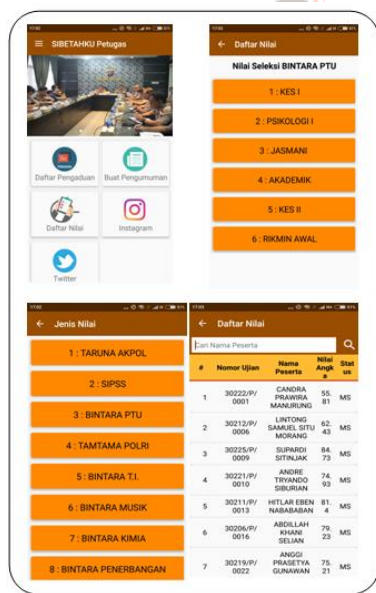 SIBETAHKU Petugas
Daftar Pengaduan
Buat Pengumuman
Daftar Nilai
Instagram
Twitter
Daftar Nilai
Nilai Seleksi BINTARA PTU
1 : KES I
2 : PSIKOLOGI I
3 : JASMANI
4 : AKADEMIK
5 : KES II
6 : RIKMIN AWAL
Jenis Nilai
1 : TARUNA AKPOL
2 : SIPSS
3 : BINTARA PTU
4 : TAMTAMA POLRI
5 : BINTARA T.I.
6 : BINTARA MUSIK
7 : BINTARA KIMIA
8 : BINTARA PENERBANGAN
Daftar Nilai
Cari Nama Peserta
# Nomor Ujian Nama Peserta Nilai Angka Status
1 30222/P/0001 CANDRA PRAWIRA MANURUNG 55.81 MS
2 30212/P/0006 LINTONG SAMUEL SITUMORANG 62.43 MS
3 30225/P/0009 SUPARDI SITINJAK 84.73 MS
4 30221/P/0010 ANDRE TRYANDO SIBURIAN 74.93 MS
5 30211/P/0013 HITLAR EBEN NABABABAN 81.4 MS
6 30206/P/0016 ABDILLAH KHANI SELIAN 79.23 MS
7 30219/P/0022 ANGGI PRASETYA GUNAWAN 75.21 MS